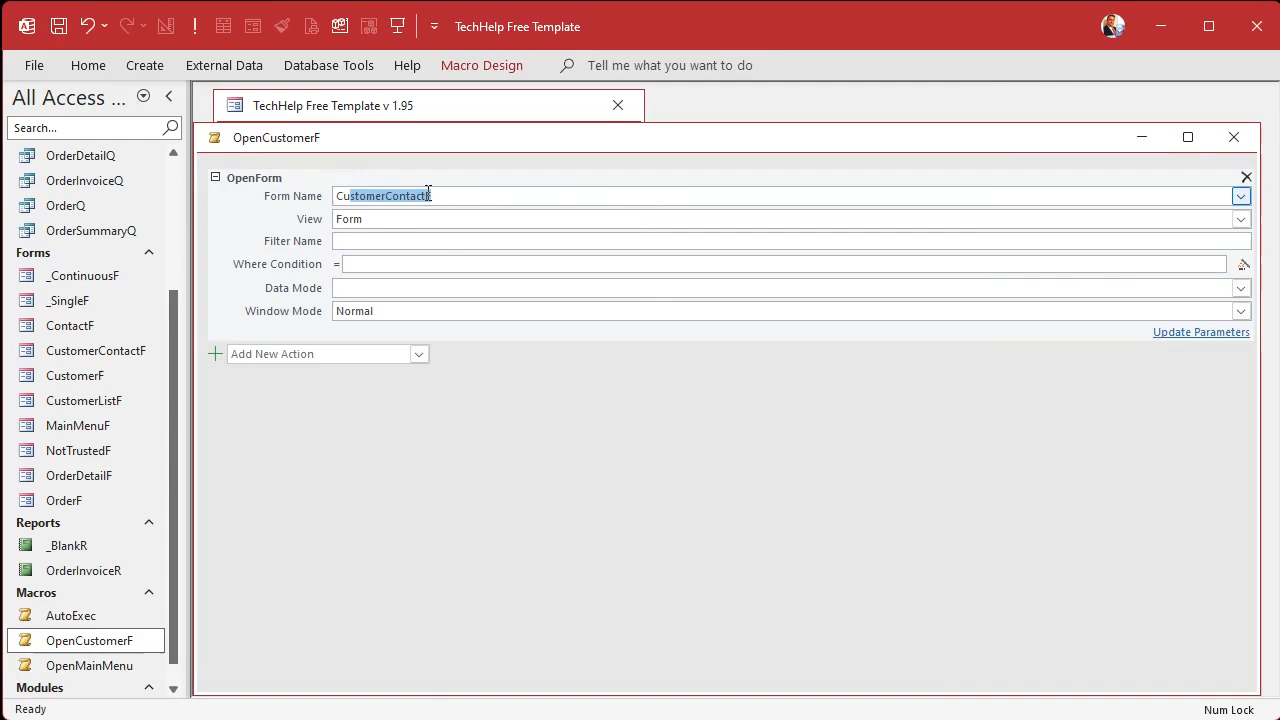 TechHelp Free Template
File Home Create External Data Database Tools Help Macro Design Tell me what you want to do
All Access ...
Search...
OrderDetailQ
OrderInvoiceQ
OrderQ
OrderSummaryQ
Forms
_ContinuousF
_SingleF
ContactF
CustomerContactF
CustomerF
CustomerListF
MainMenuF
NotTrustedF
OrderDetailF
OrderF
Reports
_BlankR
OrderInvoiceR
Macros
AutoExec
OpenCustomerF
OpenMainMenu
Modules
TechHelp Free Template v 1.95
OpenCustomerF
OpenForm
Form Name CustomerContactF
View Form
Filter Name
Where Condition =
Data Mode
Window Mode Normal
Update Parameters
Add New Action
Ready Num Lock